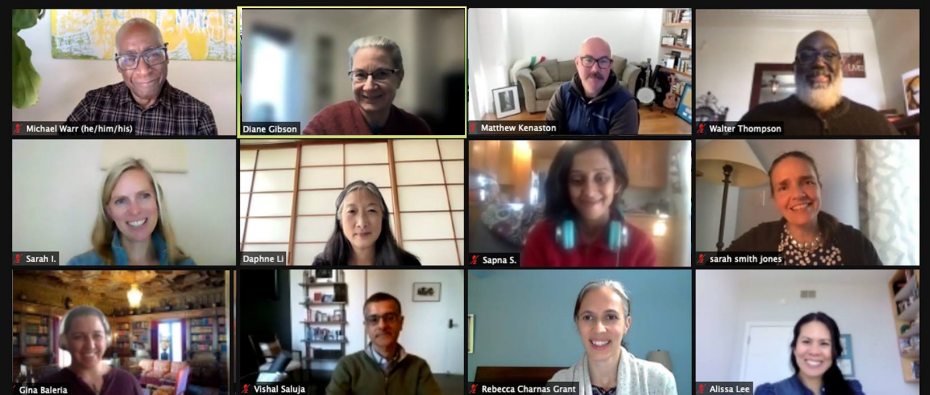 Michael Warr (he/him/his)
Diane Gibson
Matthew Kenaston
Walter Thompson
Sarah I.
Daphne Li
Sapna S.
sarah smith jones
Gina Baleria
Vishal Saluja
Rebecca Charnas Grant
Alissa Lee